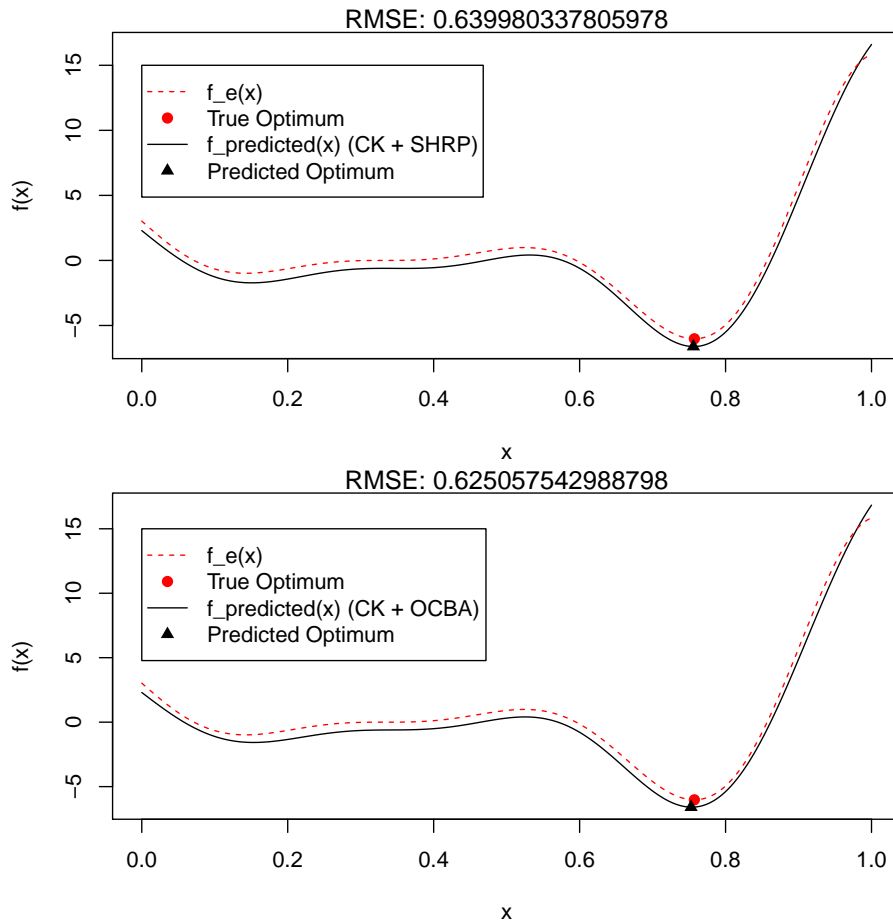 RMSE: 0.639980337805978
f(x)
15
10
5
0
−5
f_e(x)
True Optimum
f_predicted(x) (CK + SHRP)
Predicted Optimum
0.0 0.2 0.4 0.6 0.8 1.0
x
RMSE: 0.625057542988798
f(x)
15
10
5
0
−5
f_e(x)
True Optimum
f_predicted(x) (CK + OCBA)
Predicted Optimum
0.0 0.2 0.4 0.6 0.8 1.0
x